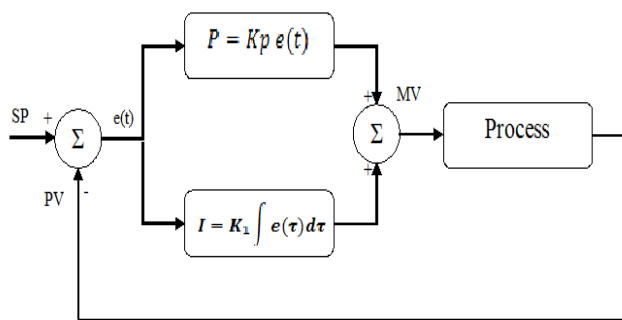 P = Kp e(t)
SP
+
Σ
e(t)
+
MV
Σ
Process
PV
-
+
I = K₁ ∫ e(τ)dτ